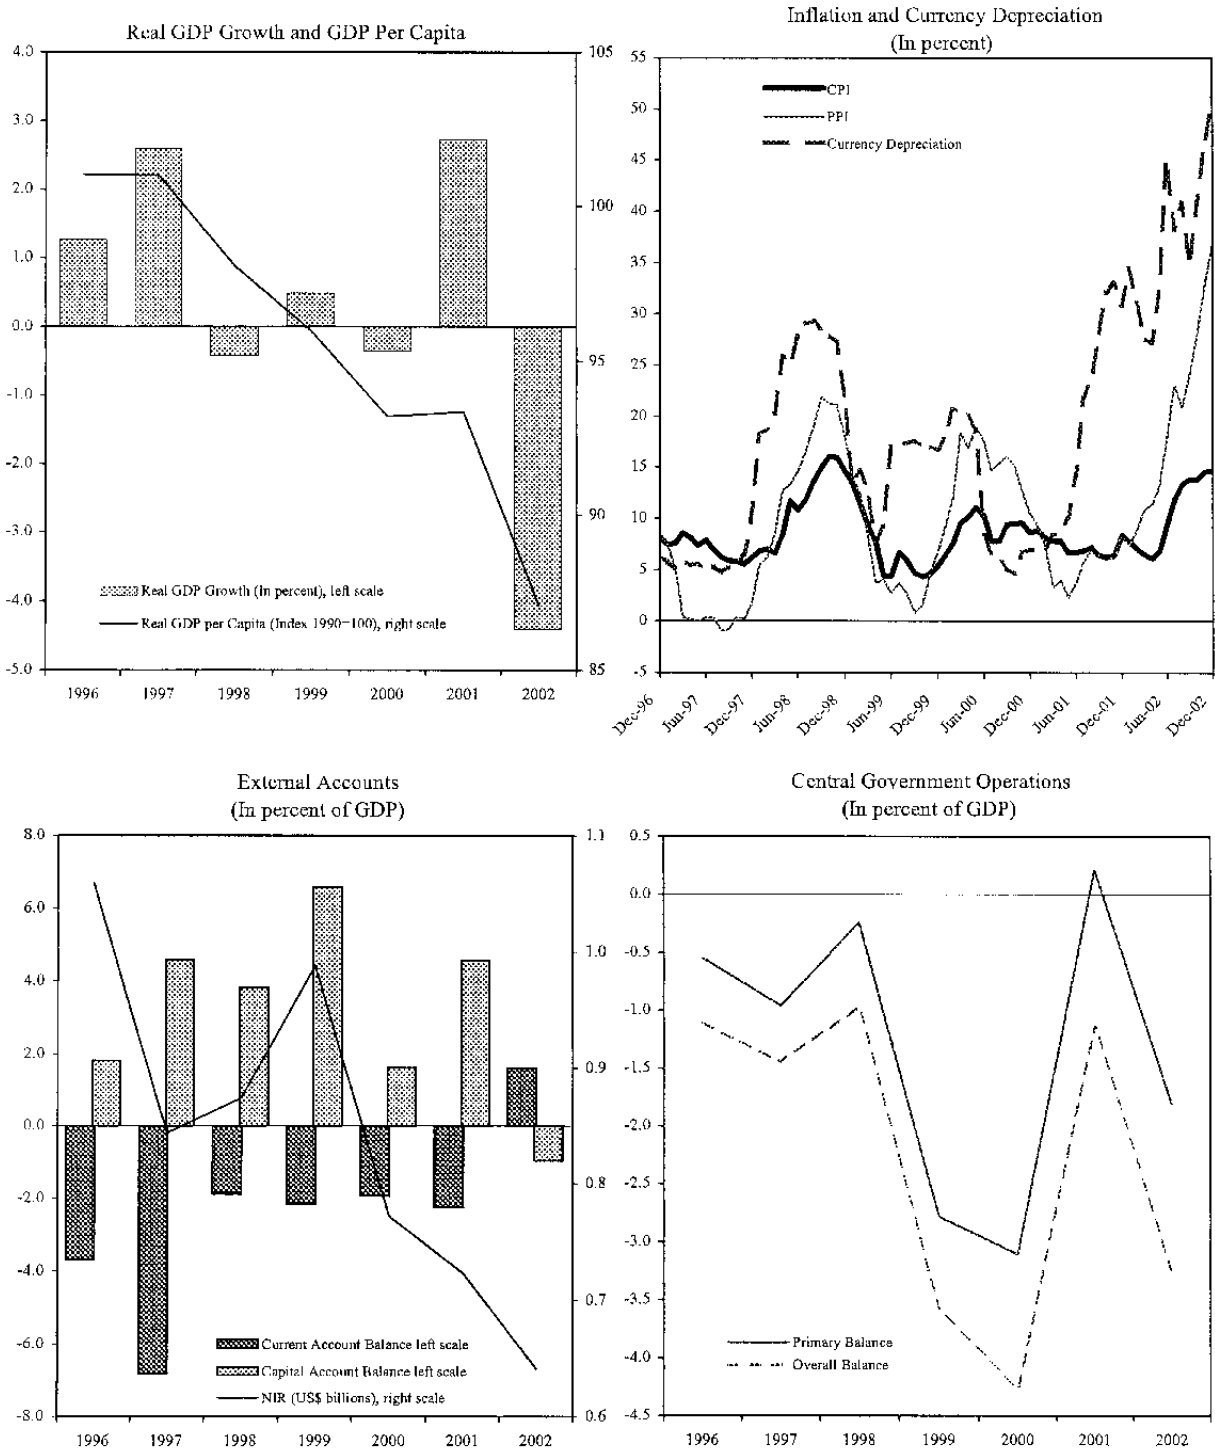 Real GDP Growth and GDP Per Capita
4.0
3.0
2.0
1.0
0.0
-1.0
-2.0
-3.0
-4.0
-5.0
105
100
95
90
85
Real GDP Growth (In percent), left scale
Real GDP per Capita (Index 1990=100), right scale
1996 1997 1998 1999 2000 2001 2002
Inflation and Currency Depreciation
(In percent)
55
50
45
40
35
30
25
20
15
10
5
0
-5
CPI
PPI
Currency Depreciation
Dec-96 Jun-97 Dec-97 Jun-98 Dec-98 Jun-99 Dec-99 Jun-00 Dec-00 Jun-01 Dec-01 Jun-02 Dec-02
External Accounts
(In percent of GDP)
8.0
6.0
4.0
2.0
0.0
-2.0
-4.0
-6.0
-8.0
1.1
1.0
0.9
0.8
0.7
0.6
Current Account Balance left scale
Capital Account Balance left scale
NIR (US$ billions), right scale
1996 1997 1998 1999 2000 2001 2002
Central Government Operations
(In percent of GDP)
0.5
0.0
-0.5
-1.0
-1.5
-2.0
-2.5
-3.0
-3.5
-4.0
-4.5
Primary Balance
Overall Balance
1996 1997 1998 1999 2000 2001 2002